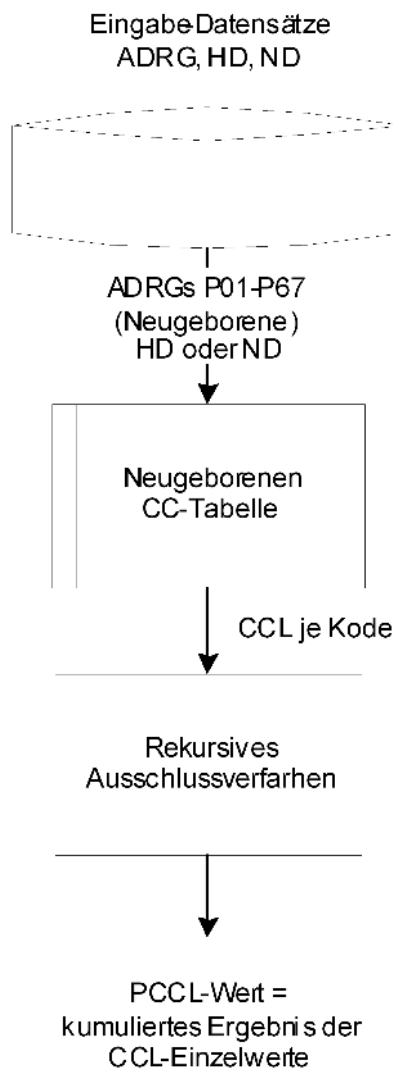 Eingabe-Datensätze
ADRG, HD, ND
ADRGs P01-P67
(Neugeborene)
HD oder ND
Neugeborenen
CC-Tabelle
CCL je Kode
Rekursives
Ausschlussverfarhen
PCCL-Wert =
kumuliertes Ergebnis der
CCL-Einzelwerte